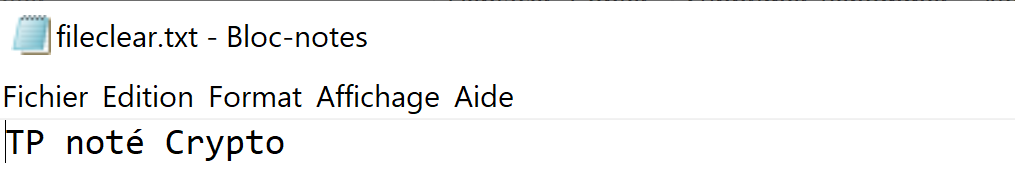 fileclear.txt - Bloc-notes
Fichier Edition Format Affichage Aide
TP noté Crypto